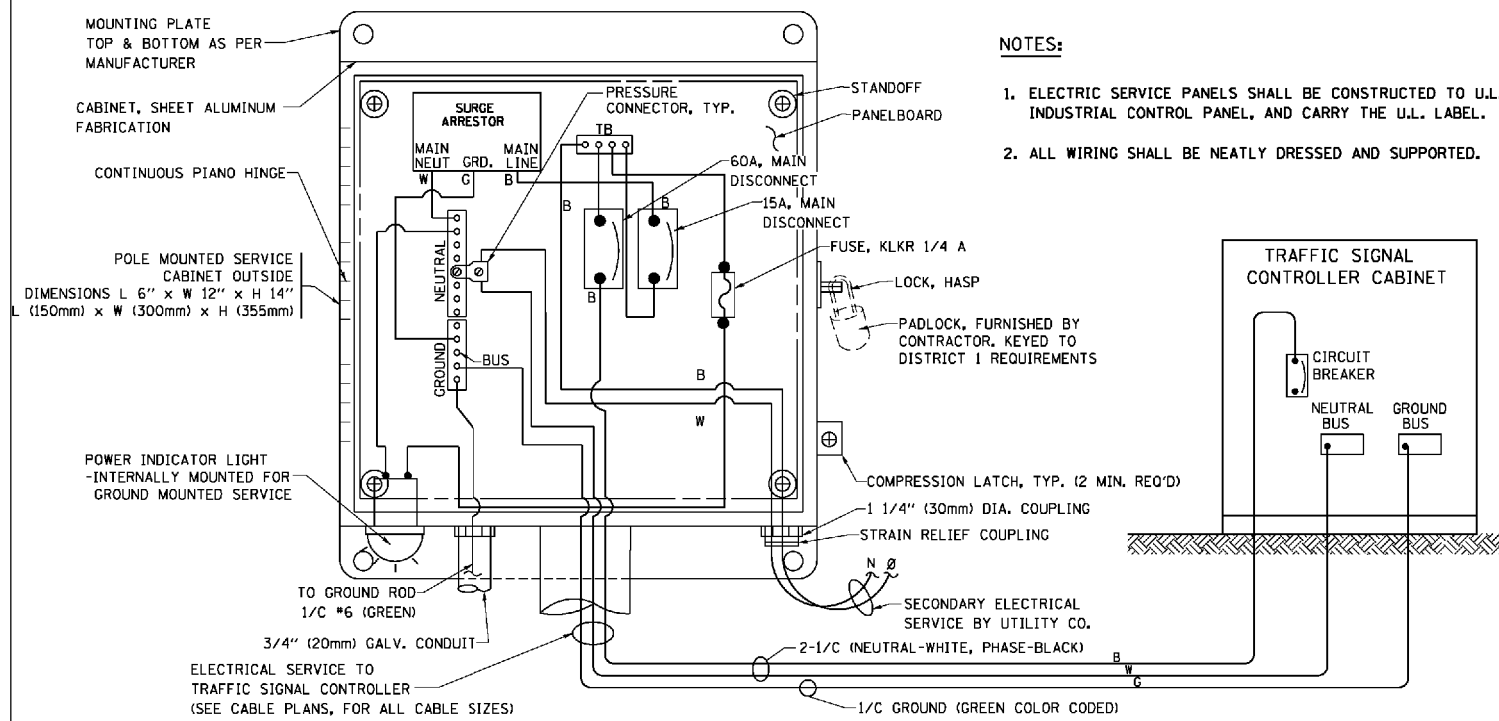 MOUNTING PLATE
TOP & BOTTOM AS PER
MANUFACTURER
CABINET, SHEET ALUMINUM
FABRICATION
CONTINUOUS PIANO HINGE
POLE MOUNTED SERVICE
CABINET OUTSIDE
DIMENSIONS L 6" x W 12" x H 14"
L (150mm) x W (300mm) x H (355mm)
POWER INDICATOR LIGHT
-INTERNALLY MOUNTED FOR
GROUND MOUNTED SERVICE
SURGE
ARRESTOR
MAIN
NEUT
GRD.
MAIN
LINE
W
G
B
PRESSURE
CONNECTOR, TYP.
TB
60A, MAIN
DISCONNECT
15A, MAIN
DISCONNECT
B
B
B
NEUTRAL
GROUND
BUS
B
W
STANDOFF
PANELBOARD
FUSE, KLKR 1/4 A
LOCK, HASP
PADLOCK, FURNISHED BY
CONTRACTOR. KEYED TO
DISTRICT 1 REQUIREMENTS
COMPRESSION LATCH, TYP. (2 MIN. REQ'D)
1 1/4" (30mm) DIA. COUPLING
STRAIN RELIEF COUPLING
N Ø
SECONDARY ELECTRICAL
SERVICE BY UTILITY CO.
TO GROUND ROD
1/C #6 (GREEN)
3/4" (20mm) GALV. CONDUIT
ELECTRICAL SERVICE TO
TRAFFIC SIGNAL CONTROLLER
(SEE CABLE PLANS, FOR ALL CABLE SIZES)
2-1/C (NEUTRAL-WHITE, PHASE-BLACK)
B
W
G
1/C GROUND (GREEN COLOR CODED)
NOTES:
1. ELECTRIC SERVICE PANELS SHALL BE CONSTRUCTED TO U.L.
INDUSTRIAL CONTROL PANEL, AND CARRY THE U.L. LABEL.
2. ALL WIRING SHALL BE NEATLY DRESSED AND SUPPORTED.
TRAFFIC SIGNAL
CONTROLLER CABINET
CIRCUIT
BREAKER
NEUTRAL
BUS
GROUND
BUS